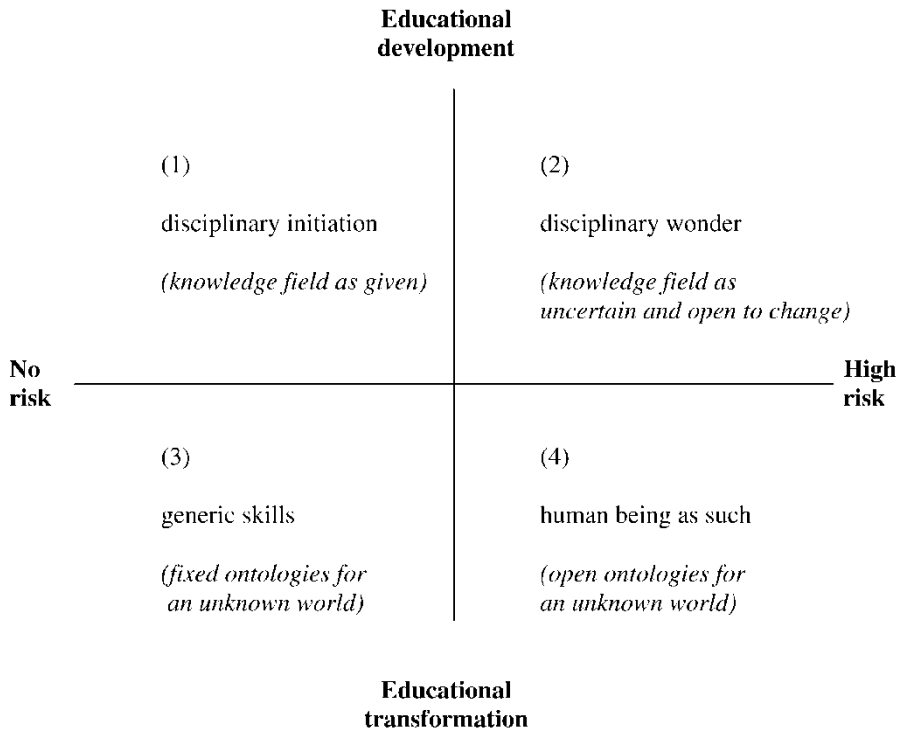 Educational
development
(1)
disciplinary initiation
(knowledge field as given)
(2)
disciplinary wonder
(knowledge field as
uncertain and open to change)
No
risk
High
risk
(3)
generic skills
(fixed ontologies for
an unknown world)
(4)
human being as such
(open ontologies for
an unknown world)
Educational
transformation